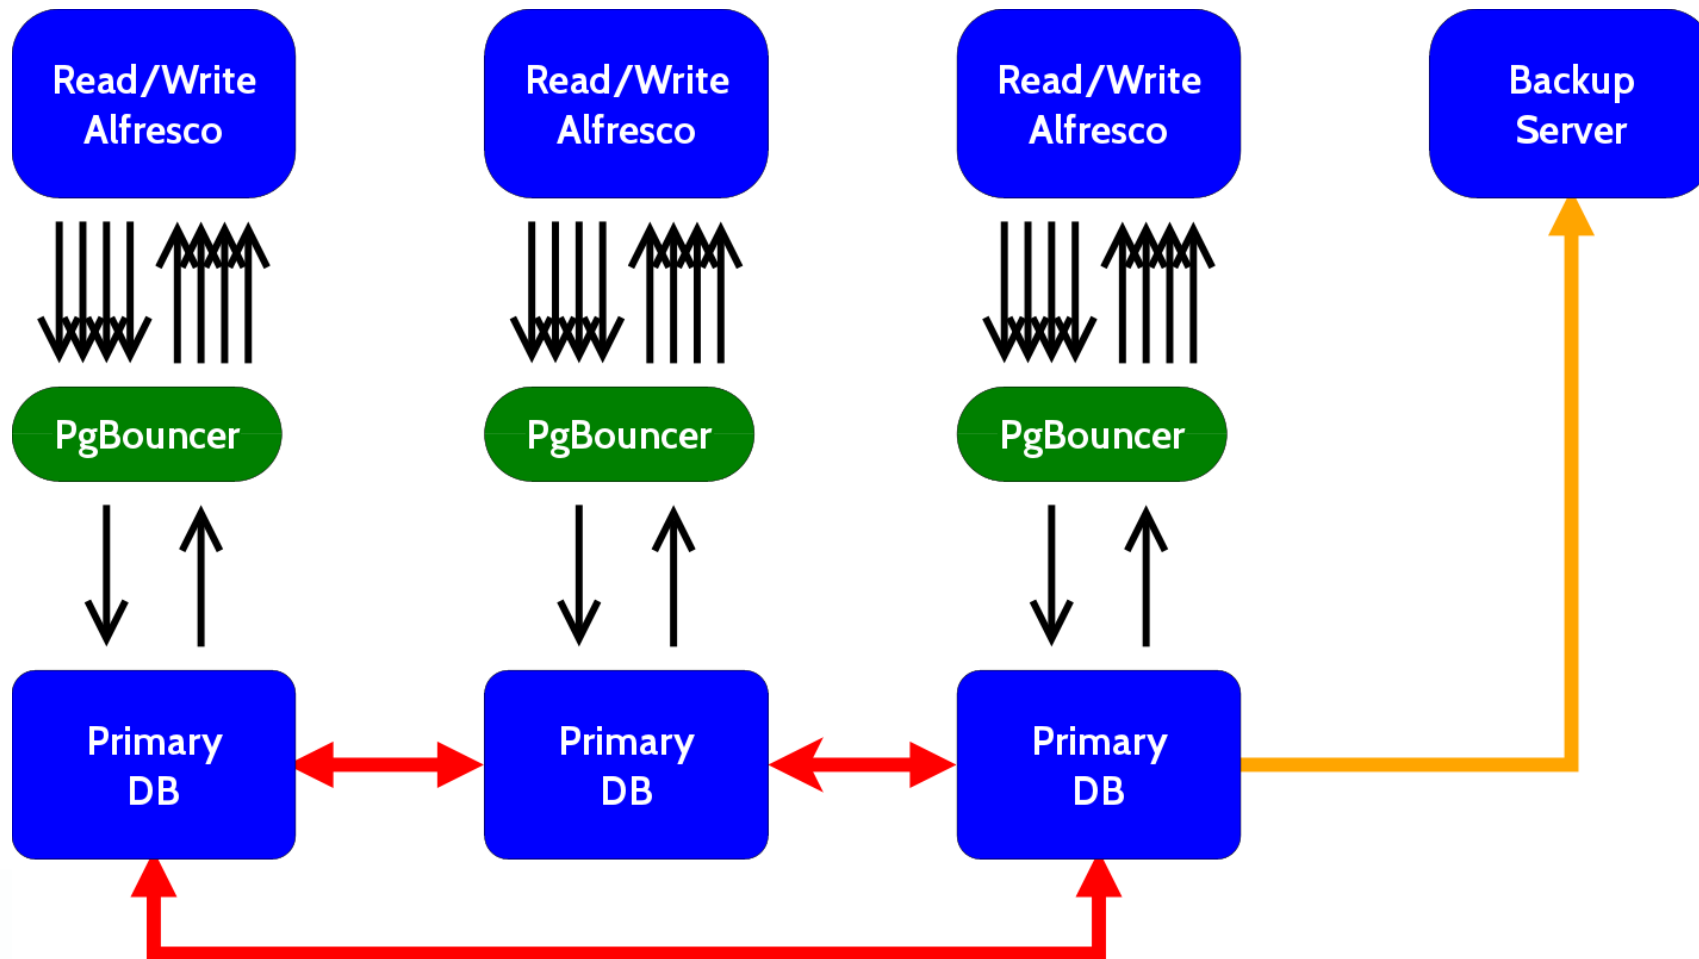 Read/Write
Alfresco
Read/Write
Alfresco
Read/Write
Alfresco
Backup
Server
PgBouncer
PgBouncer
PgBouncer
Primary
DB
Primary
DB
Primary
DB